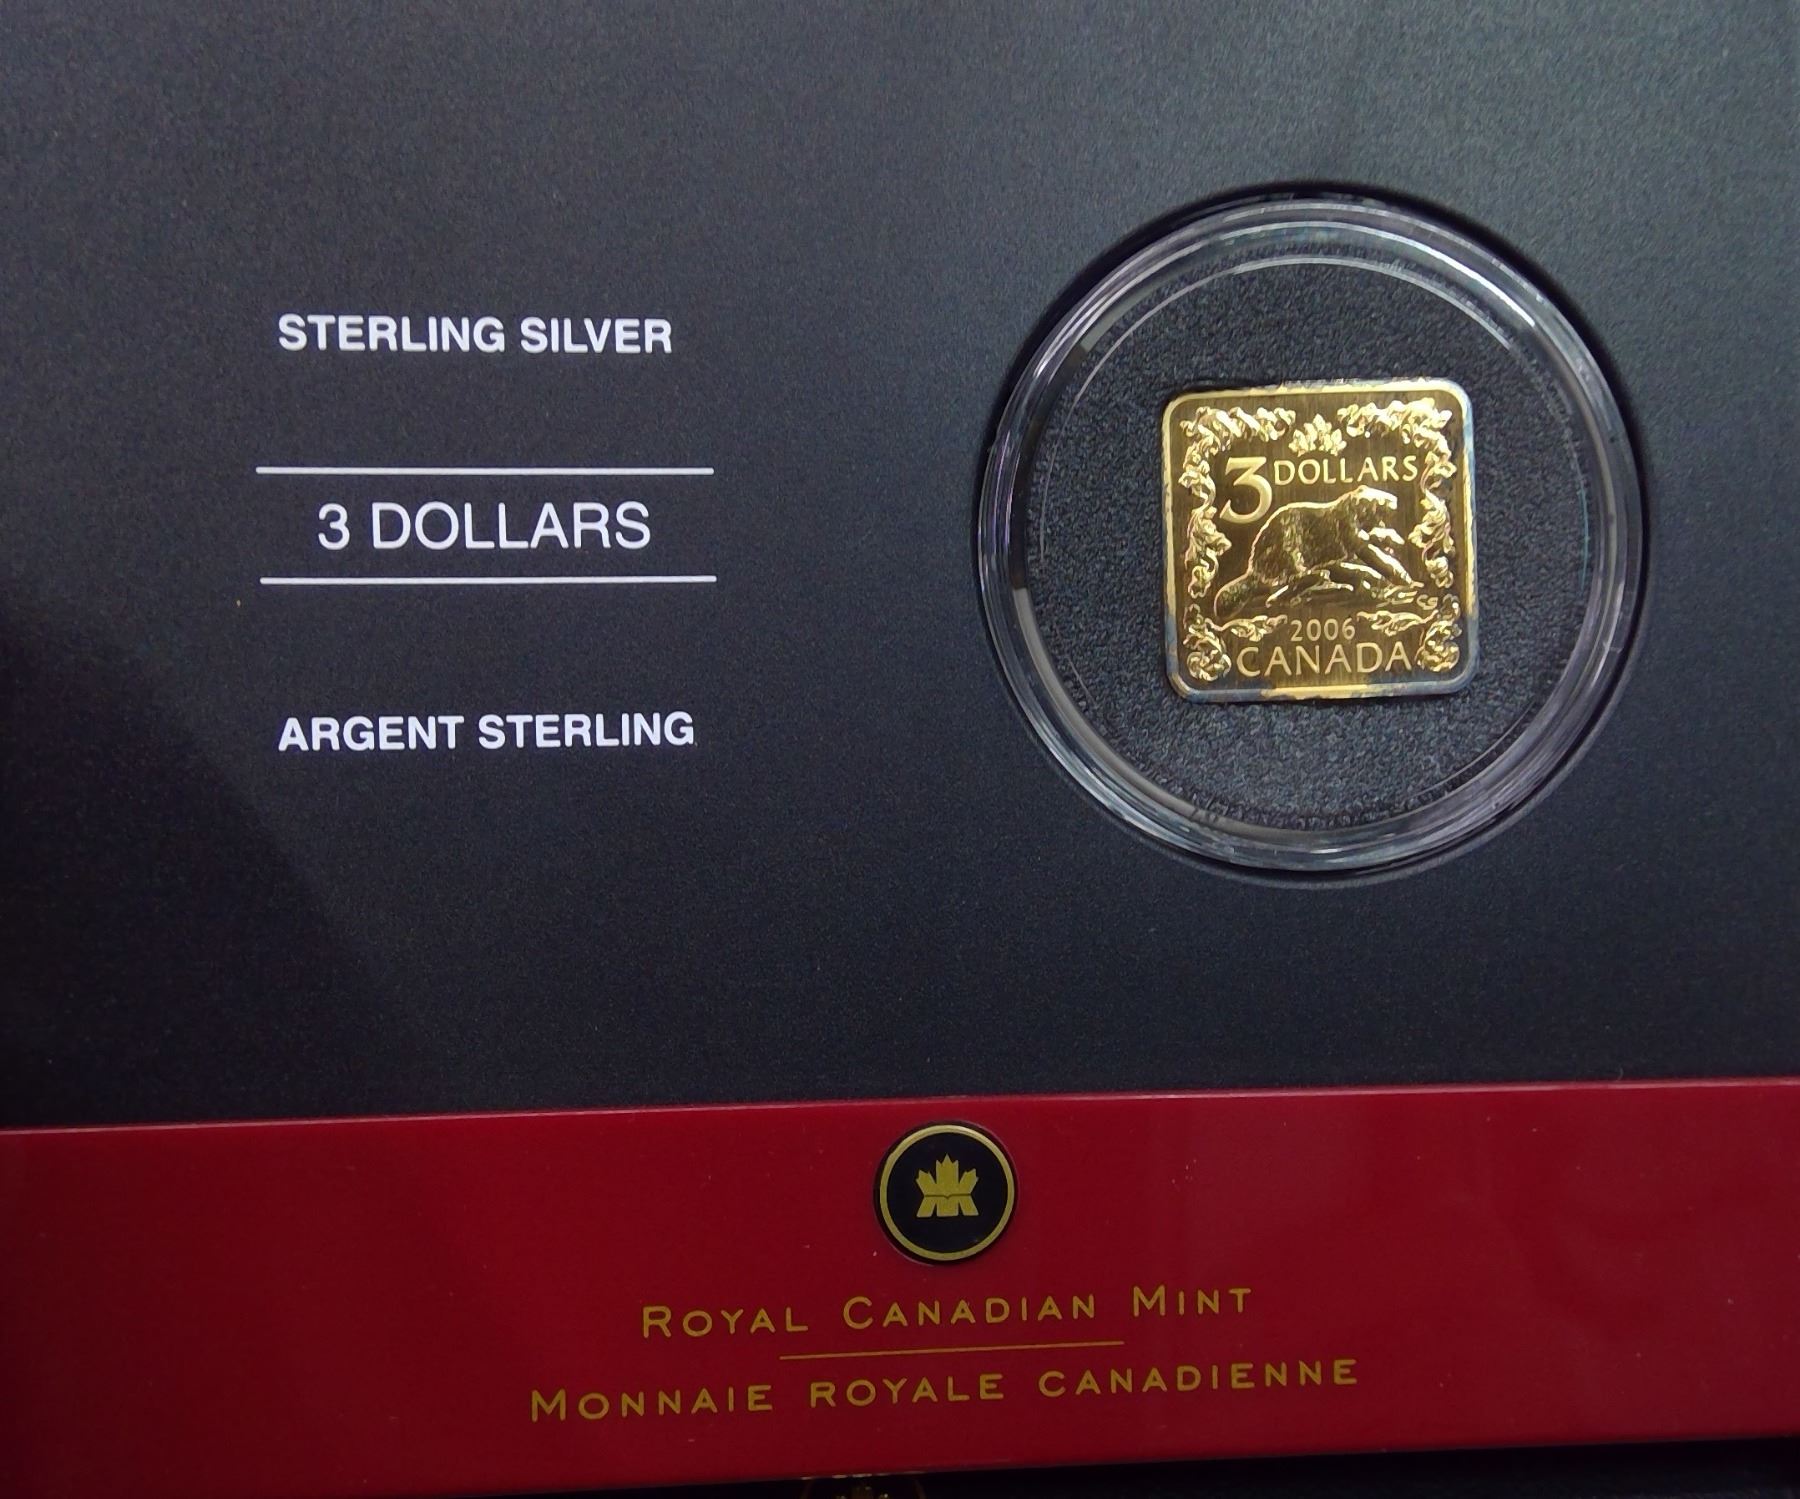 STERLING SILVER
3 DOLLARS
ARGENT STERLING
3 DOLLARS
2006
CANADA
ROYAL CANADIAN MINT
MONNAIE ROYALE CANADIENNE